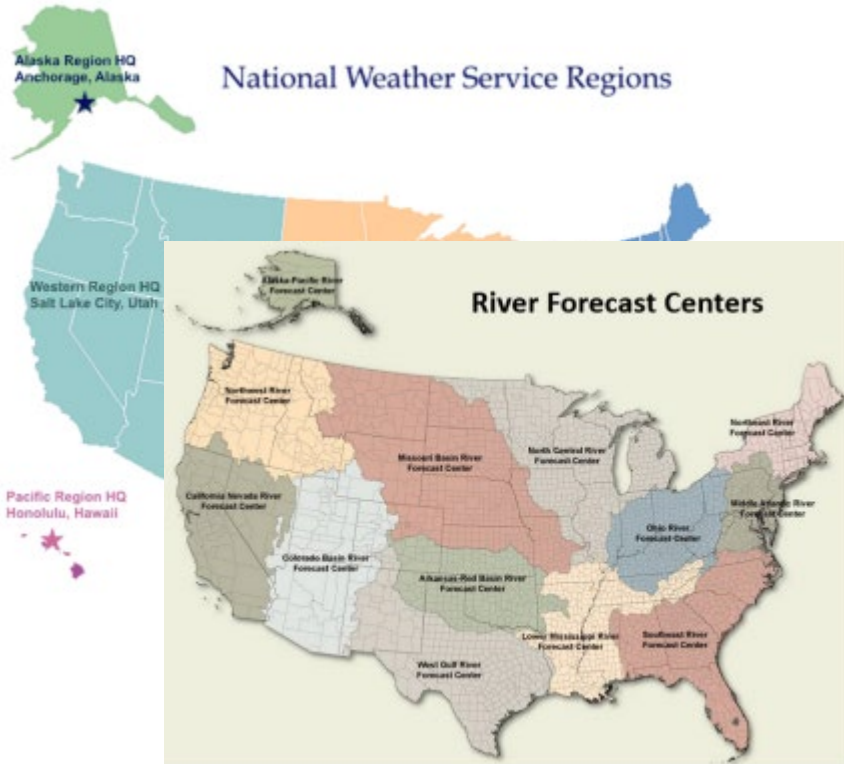 Alaska Region HQ
Anchorage, Alaska
National Weather Service Regions
Western Region HQ
Salt Lake City, Utah
Pacific Region HQ
Honolulu, Hawaii
Alaska-Pacific River
Forecast Center
River Forecast Centers
Northwest River
Forecast Center
Northeast River
Forecast Center
Missouri Basin River
Forecast Center
North Central River
Forecast Center
California Nevada River
Forecast Center
Middle Atlantic River
Forecast Center
Ohio River
Forecast Center
Colorado Basin River
Forecast Center
Arkansas-Red Basin River
Forecast Center
Lower Mississippi River
Forecast Center
Southeast River
Forecast Center
West Gulf River
Forecast Center